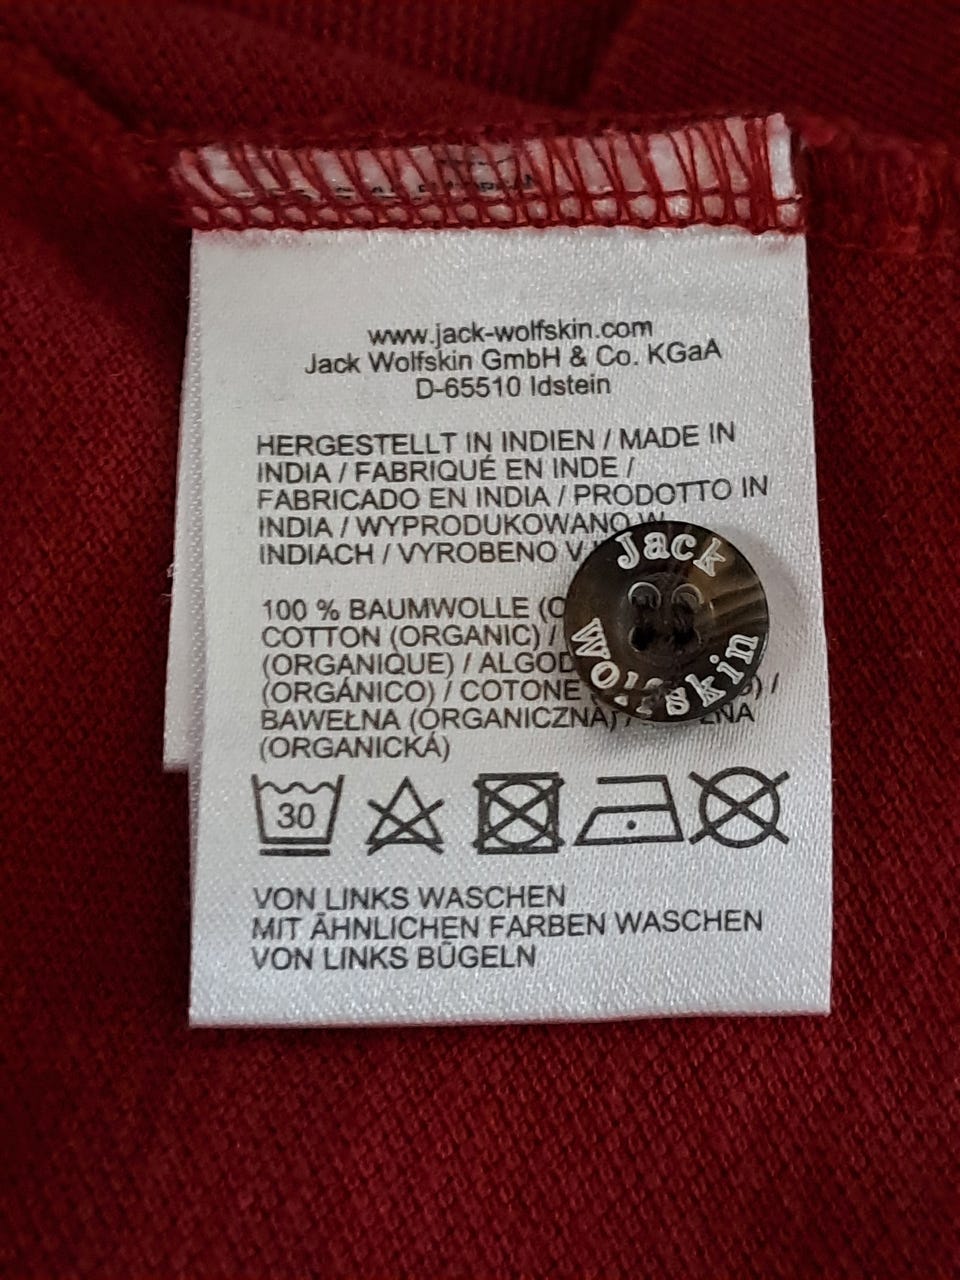 www.jack-wolfskin.com
Jack Wolfskin GmbH & Co. KGaA
D-65510 Idstein
HERGESTELLT IN INDIEN / MADE IN
INDIA / FABRIQUÉ EN INDE /
FABRICADO EN INDIA / PRODOTTO IN
INDIA / WYPRODUKOWANO W
INDIACH / VYROBENO V
100 % BAUMWOLLE
COTTON (ORGANIC) /
(ORGANIQUE) /
(ORGÁNICO) / COTONE
BAWEŁNA (ORGANICZNA) /
(ORGANICKÁ)
Jack
Wolfskin
30
VON LINKS WASCHEN
MIT ÄHNLICHEN FARBEN WASCHEN
VON LINKS BÜGELN